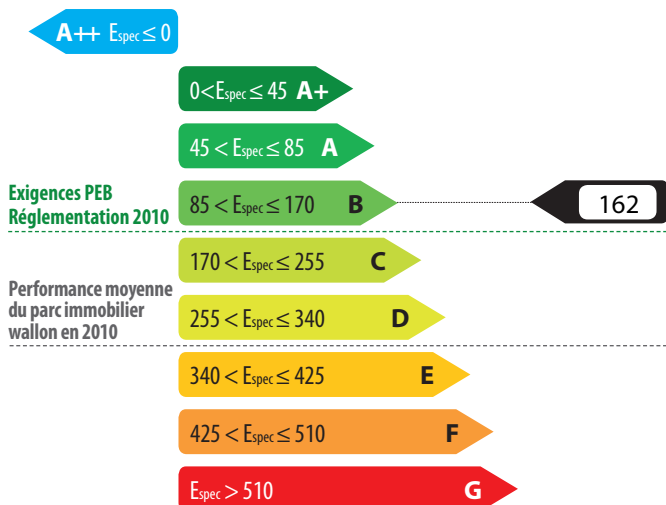 A++ Espec ≤ 0
0<Espec ≤ 45 A+
45 < Espec ≤ 85 A
Exigences PEB
Réglementation 2010
85 < Espec ≤ 170 B
162
170 < Espec ≤ 255 C
Performance moyenne
du parc immobilier
wallon en 2010
255 < Espec ≤ 340 D
340 < Espec ≤ 425 E
425 < Espec ≤ 510 F
Espec > 510 G